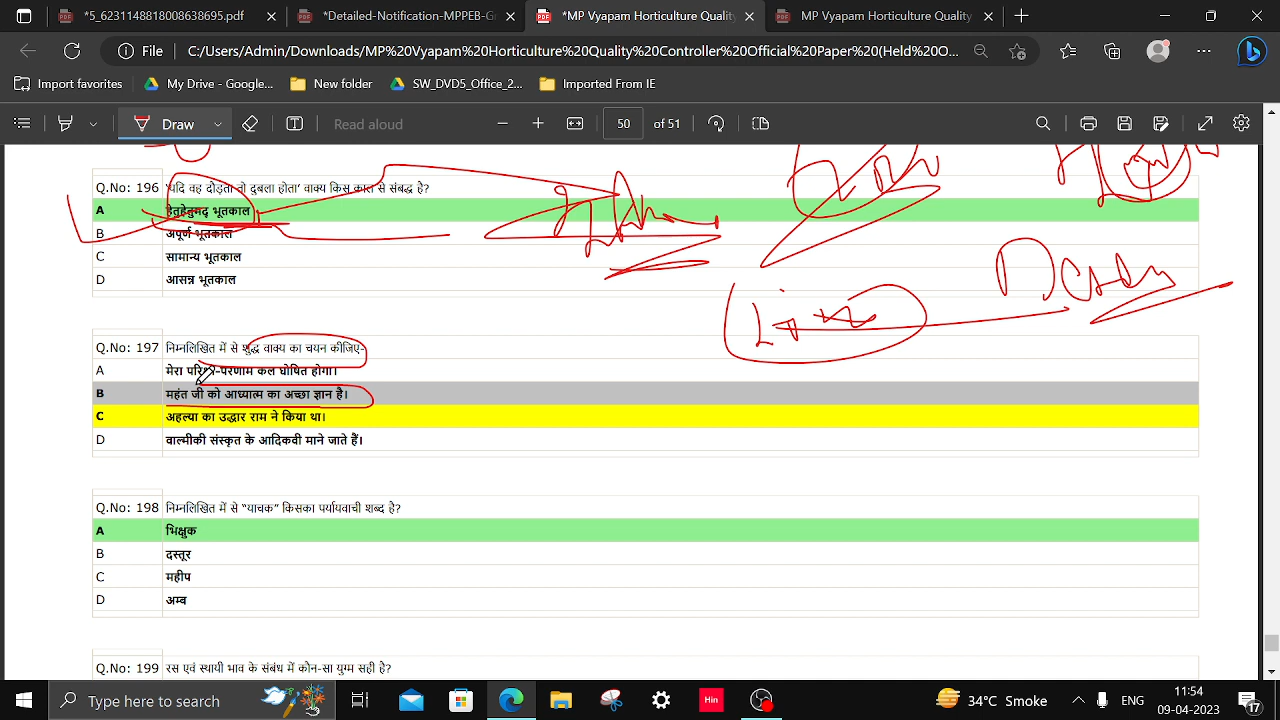 *5_6231148818008638695.pdf
*Detailed-Notification-MPPEB-G
*MP Vyapam Horticulture Quality
MP Vyapam Horticulture Quality
File C:/Users/Admin/Downloads/MP%20Vyapam%20Horticulture%20Quality%20Controller%20Official%20Paper%20(Held%20O...
Import favorites My Drive - Google... New folder SW_DVD5_Office_2... Imported From IE
Draw Read aloud 50 of 51
Q.No: 196 'यदि वह दौड़ता तो दुबला होता' वाक्य किस काल से संबद्ध है?
A हेतुहेतुमद् भूतकाल
B अपूर्ण भूतकाल
C सामान्य भूतकाल
D आसन्न भूतकाल
Q.No: 197 निम्नलिखित में से शुद्ध वाक्य का चयन कीजिए-
A मेरा कल घोषित होगा।
B महंत जी को आध्यात्म का अच्छा ज्ञान है।
C अहल्या का उद्धार राम ने किया था।
D वाल्मीकी संस्कृत के आदिकवी माने जाते हैं।
Q.No: 198 निम्नलिखित में से “याचक” किसका पर्यायवाची शब्द है?
A भिक्षुक
B दस्तूर
C महीप
D अम्ब
Q.No: 199 रस एवं स्थायी भाव के संबंध में कौन-सा युग्म सही है?
Type here to search Hin 34°C Smoke ENG 11:54
09-04-2023 17